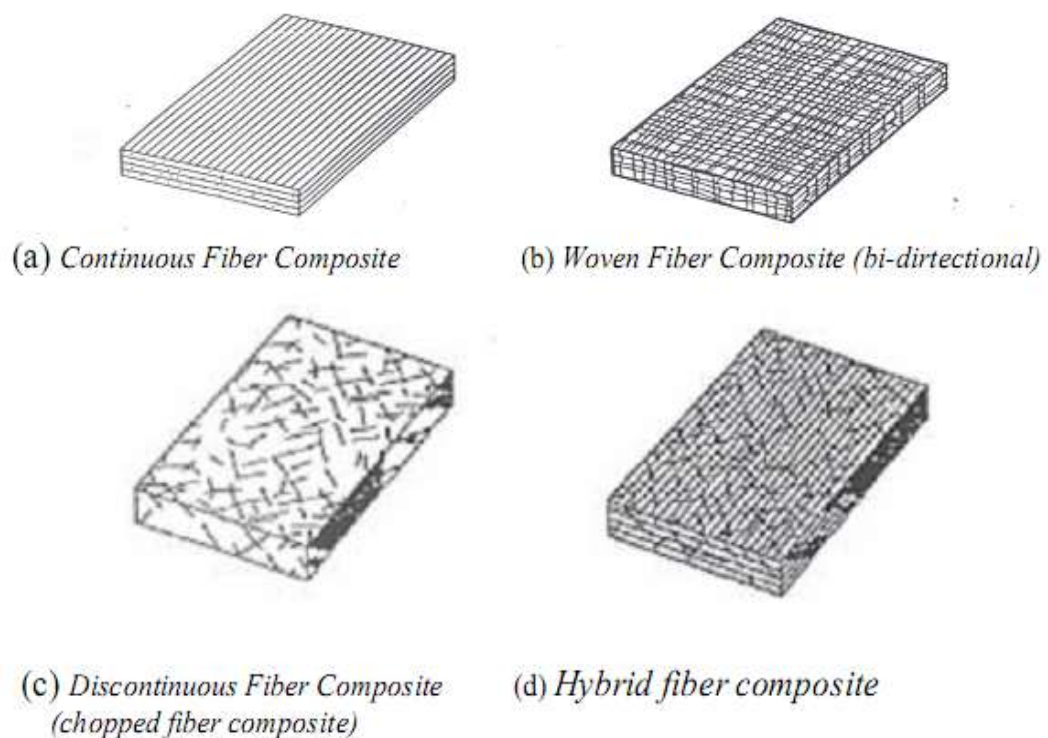 (a) Continuous Fiber Composite
(b) Woven Fiber Composite (bi-dirtectional)
(c) Discontinuous Fiber Composite
(chopped fiber composite)
(d) Hybrid fiber composite